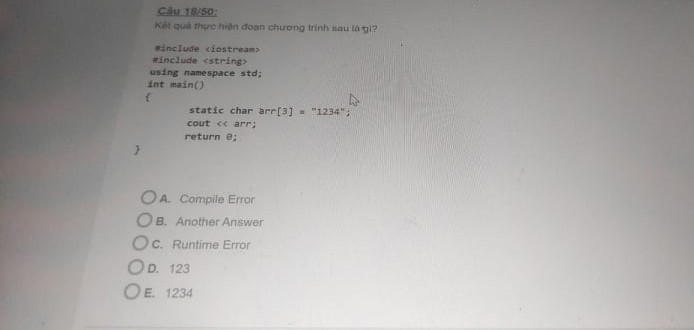 Câu 18/50:
Kết quả thực hiện đoạn chương trình sau là gì?
#include <iostream>
#include <string>
using namespace std;
int main()
{
static char arr[3] = "1234";
cout << arr;
return 0;
}
A. Compile Error
B. Another Answer
C. Runtime Error
D. 123
E. 1234